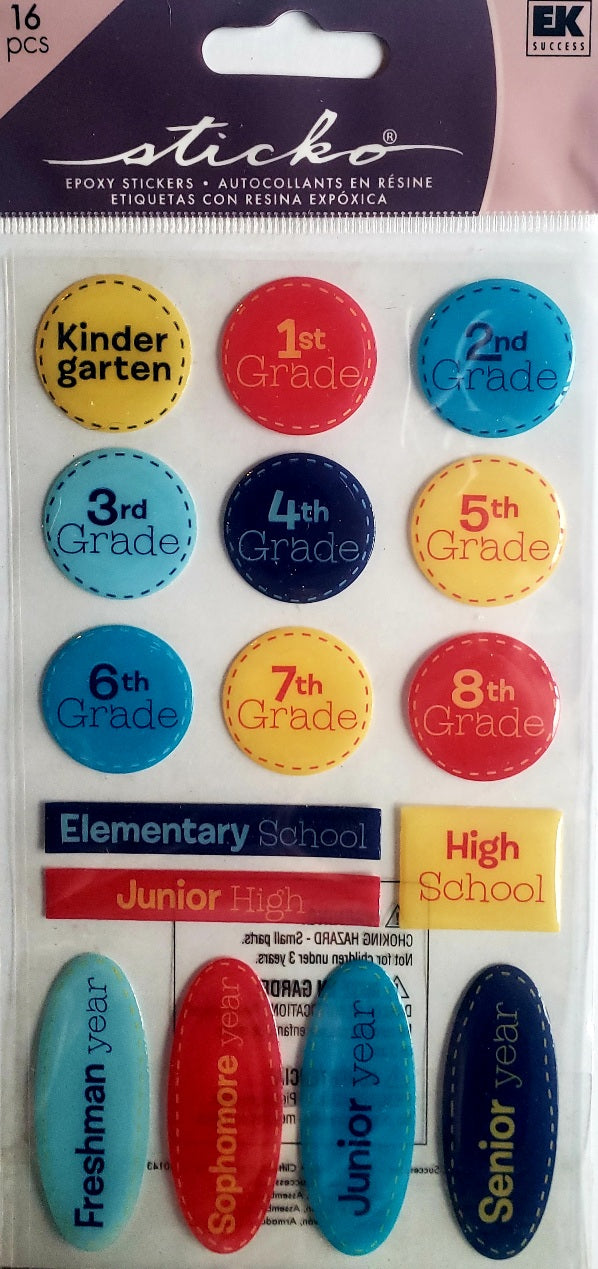 16
pcs
EK
SUCCESS
sticko®
EPOXY STICKERS • AUTOCOLLANTS EN RÉSINE
ETIQUETAS CON RESINA EXPÓXICA
Kinder
garten
1st
Grade
2nd
Grade
3rd
Grade
4th
Grade
5th
Grade
6th
Grade
7th
Grade
8th
Grade
Elementary School
Junior High
High
School
CHOKING HAZARD - Small parts.
Not for children under 3 years.
Freshman year
Sophomore year
Junior year
Senior year